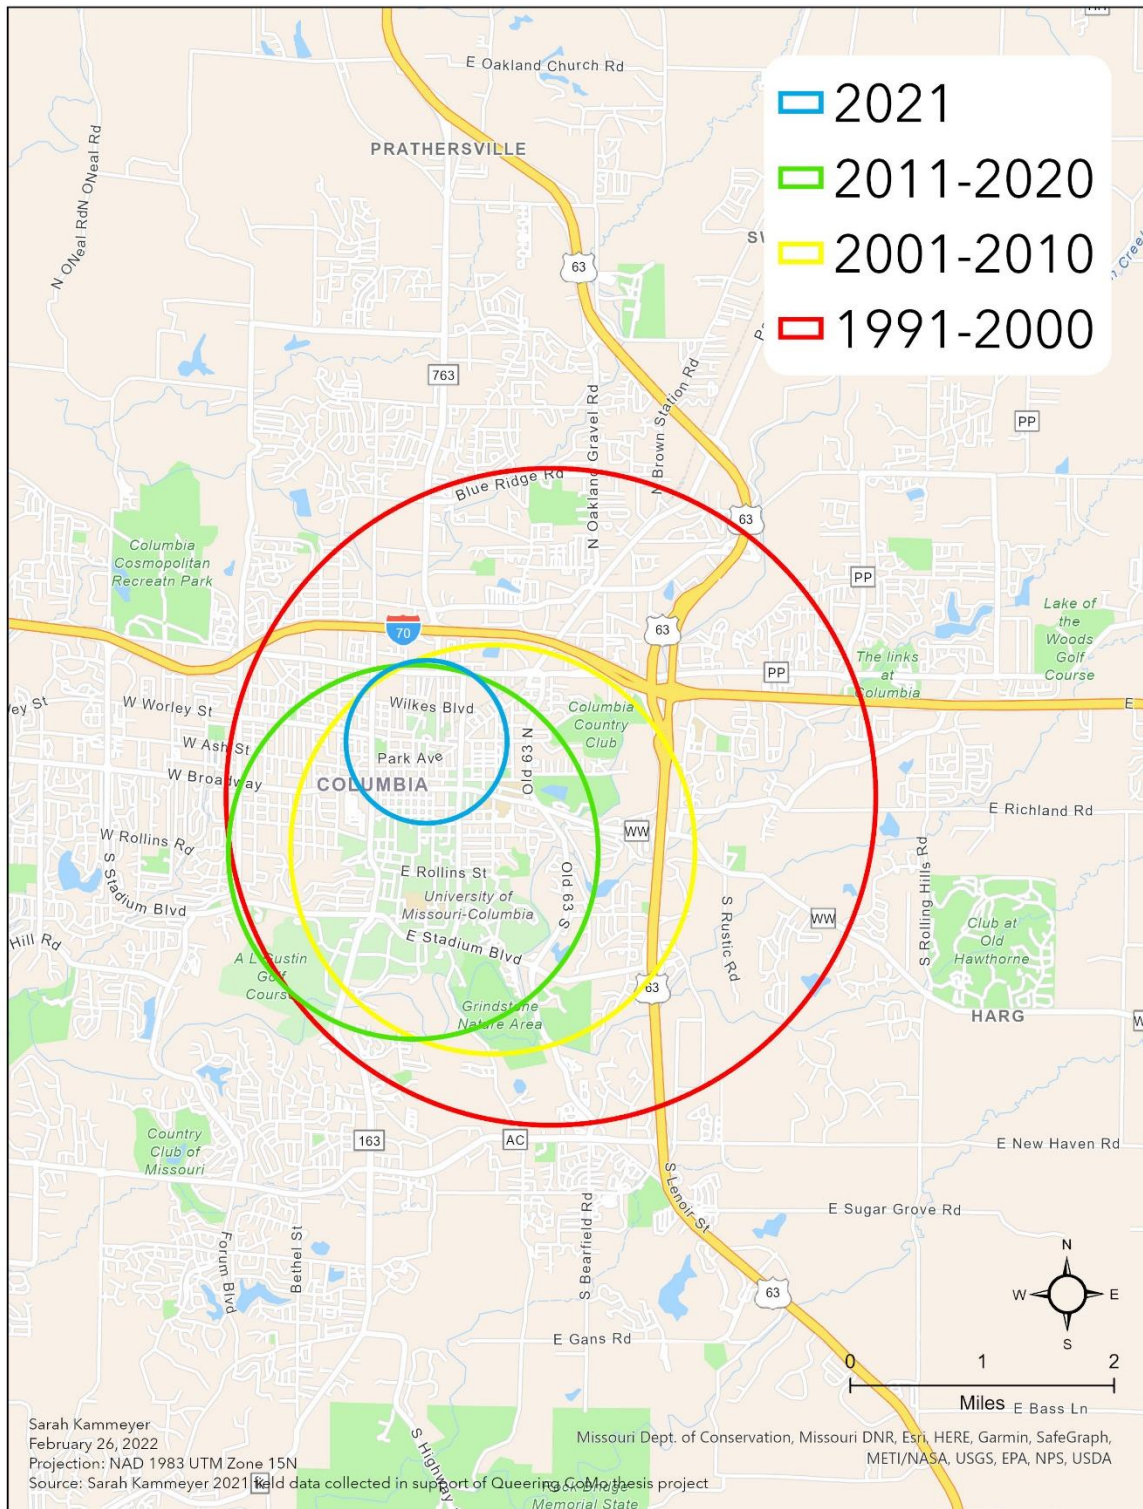 E Oakland Church Rd
2021
2011-2020
2001-2010
1991-2000
N ONeal Rd
N ONeal Rd
PRATHERSVILLE
63
763
N Oakland Gravel Rd
N Brown Station Rd
PP
Blue Ridge Rd
63
Columbia
Cosmopolitan
Recreatn Park
PP
70
63
Lake of
the
Woods
Golf
Course
The links
at
Columbia
PP
W Worley St
Wilkes Blvd
Columbia
Country
Club
W Ash St
Park Ave
Old 63 N
W Broadway
COLUMBIA
E Richland Rd
W Rollins Rd
WW
S Stadium Blvd
E Rollins St
Old 63 S
University of
Missouri-Columbia
S Rustic Rd
WW
S Rolling Hills Rd
Club at
Old
Hawthorne
Hill Rd
E Stadium Blvd
A L Gustin
Golf
Course
63
Grindstone
Nature Area
HARG
Country
Club of
Missouri
163
AC
E New Haven Rd
S Lenoir St
E Sugar Grove Rd
Forum Blvd
Bethel St
S Bearfield Rd
N
W
E
S
63
E Gans Rd
0
1
2
Miles
E Bass Ln
S Highway
Sarah Kammeyer
February 26, 2022
Projection: NAD 1983 UTM Zone 15N
Source: Sarah Kammeyer 2021 field data collected in support of Queering CoMo thesis project
Missouri Dept. of Conservation, Missouri DNR, Esri, HERE, Garmin, SafeGraph,
METI/NASA, USGS, EPA, NPS, USDA
Rock Bridge
Memorial State